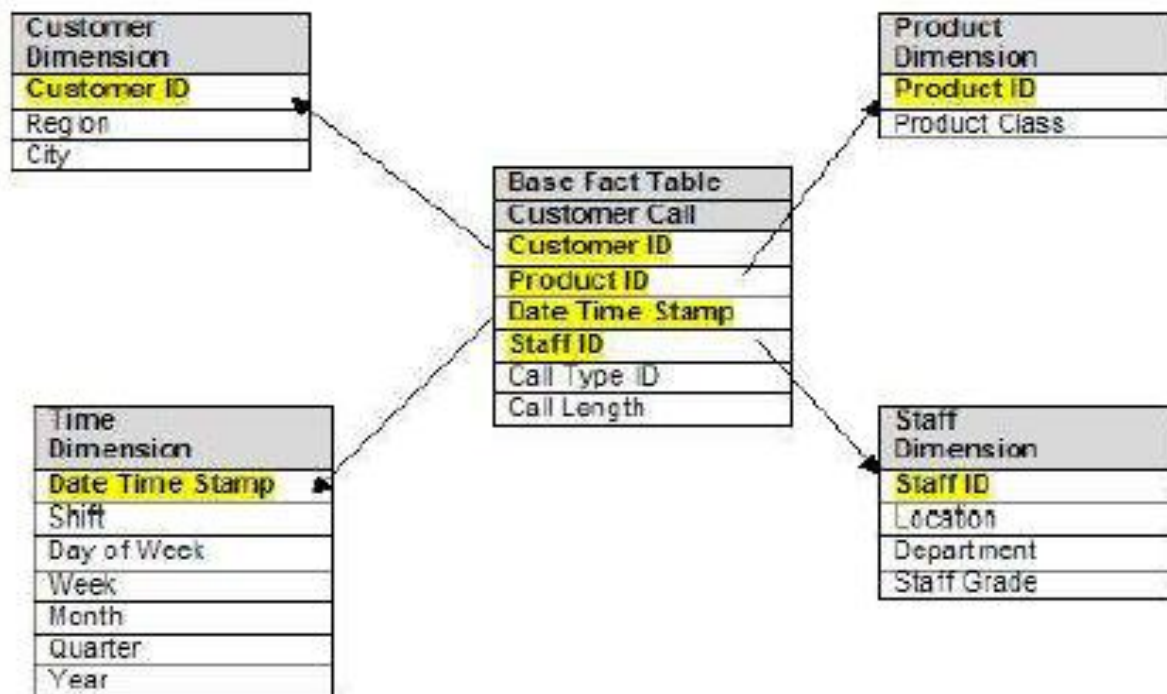 Customer
Dimension
Customer ID
Region
City
Product
Dimension
Product ID
Product Class
Base Fact Table
Customer Call
Customer ID
Product ID
Date Time Stamp
Staff ID
Call Type ID
Call Length
Time
Dimension
Date Time Stamp
Shift
Day of Week
Week
Month
Quarter
Year
Staff
Dimension
Staff ID
Location
Department
Staff Grade